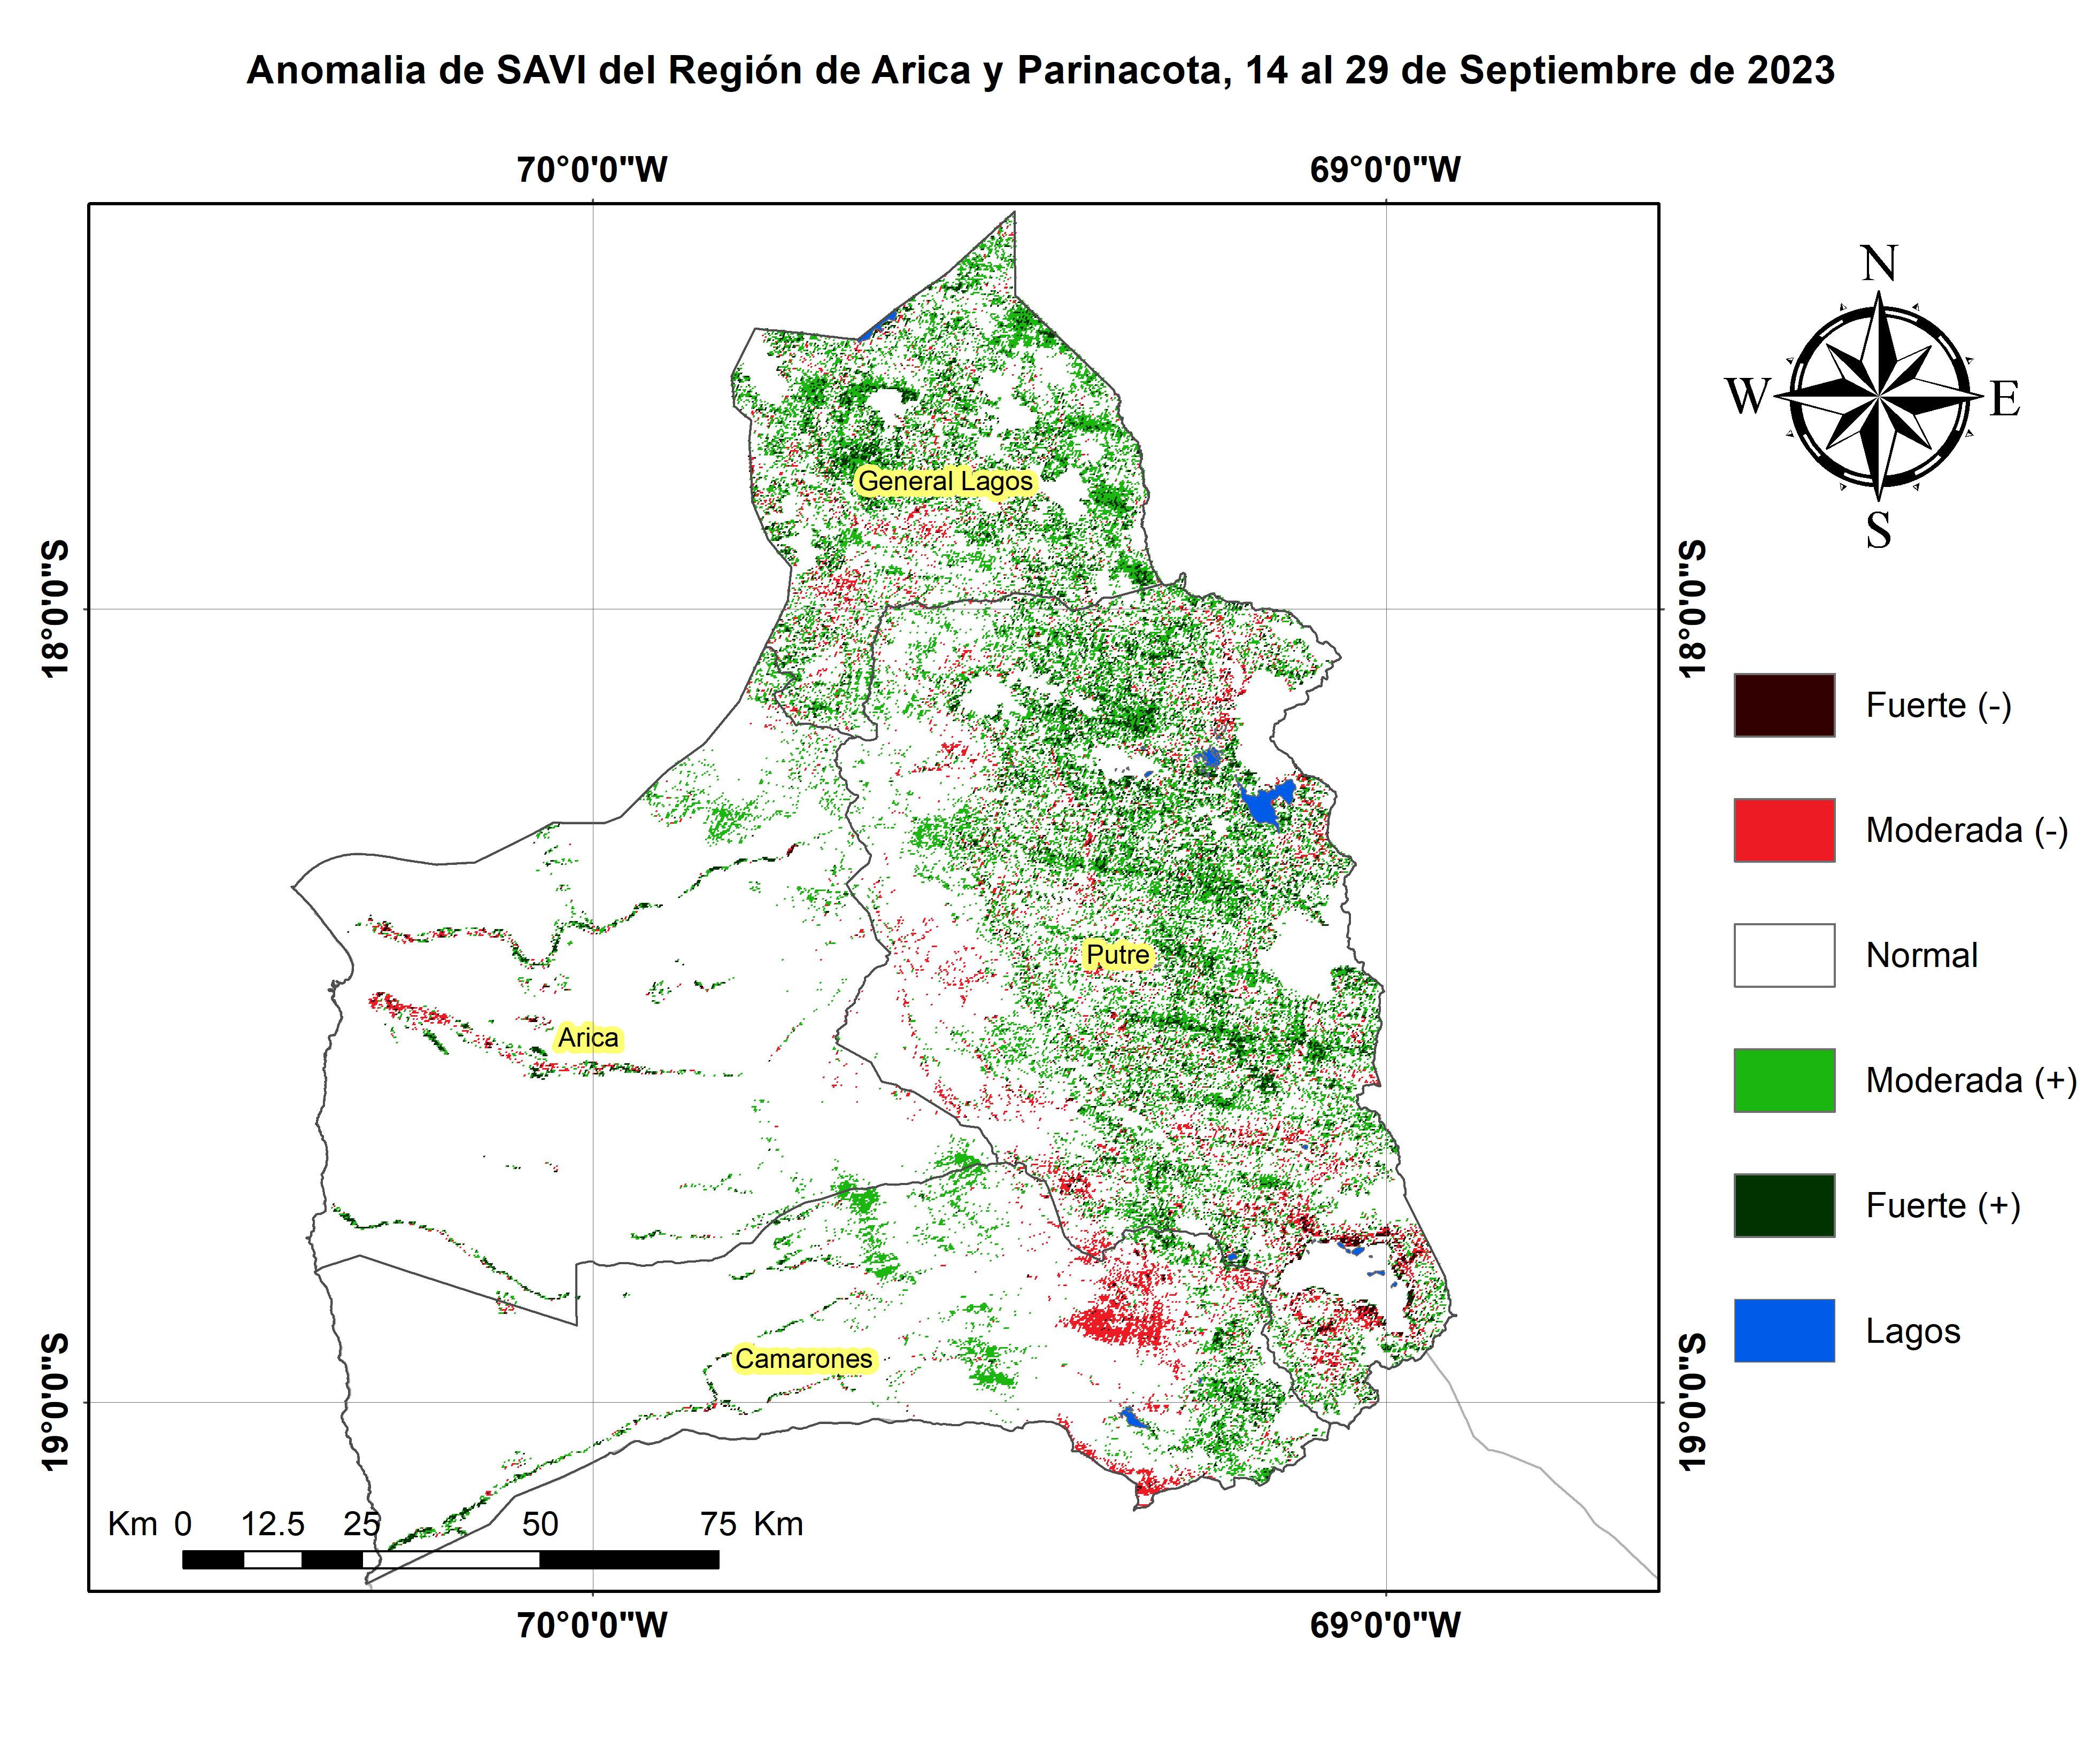 Anomalia de SAVI del Región de Arica y Parinacota, 14 al 29 de Septiembre de 2023
70°0'0"W
69°0'0"W
N
W
E
S
18°0'0"S
18°0'0"S
General Lagos
Putre
Arica
Camarones
Fuerte (-)
Moderada (-)
Normal
Moderada (+)
Fuerte (+)
Lagos
19°0'0"S
19°0'0"S
Km 0 12.5 25 50 75 Km
70°0'0"W
69°0'0"W